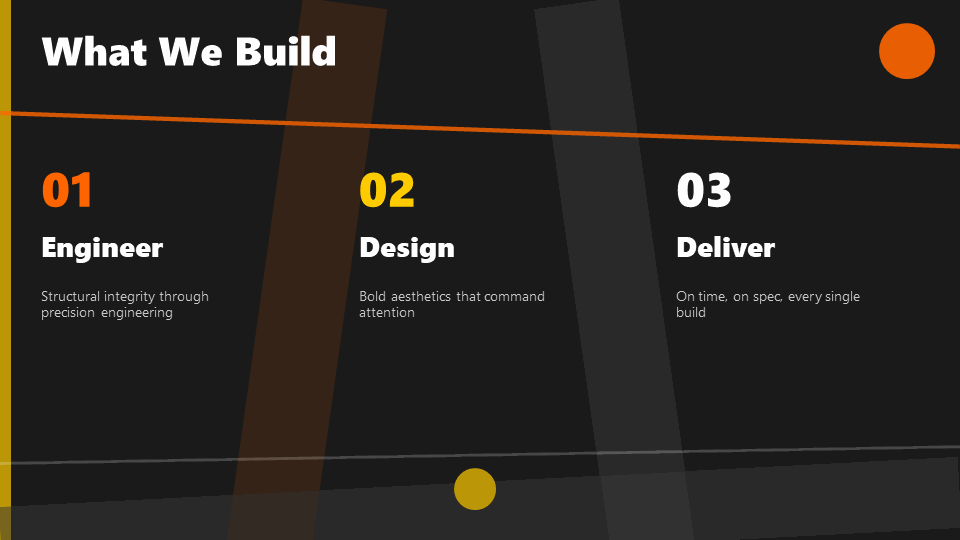 What We Build
01
Engineer
Structural integrity through
precision engineering
02
Design
Bold aesthetics that command
attention
03
Deliver
On time, on spec, every single
build